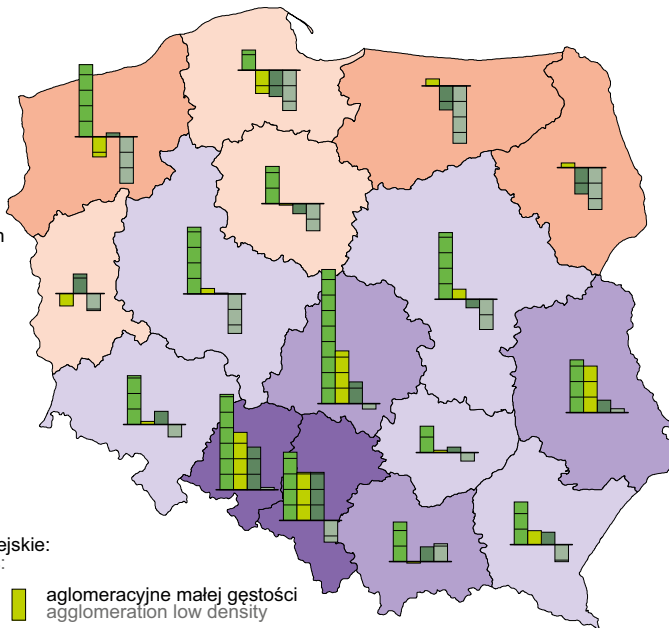 m
ejskie:
:
aglomeracyjne małej gęstości
agglomeration low density